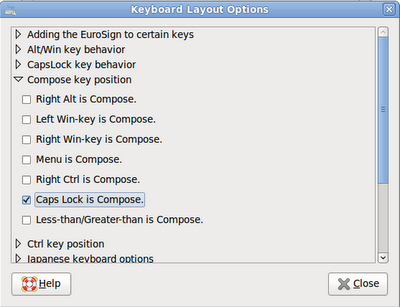 Keyboard Layout Options
Adding the EuroSign to certain keys
Alt/Win key behavior
CapsLock key behavior
Compose key position
Right Alt is Compose.
Left Win-key is Compose.
Right Win-key is Compose.
Menu is Compose.
Right Ctrl is Compose.
Caps Lock is Compose.
Less-than/Greater-than is Compose.
Ctrl key position
Japanese keyboard options
Help
Close